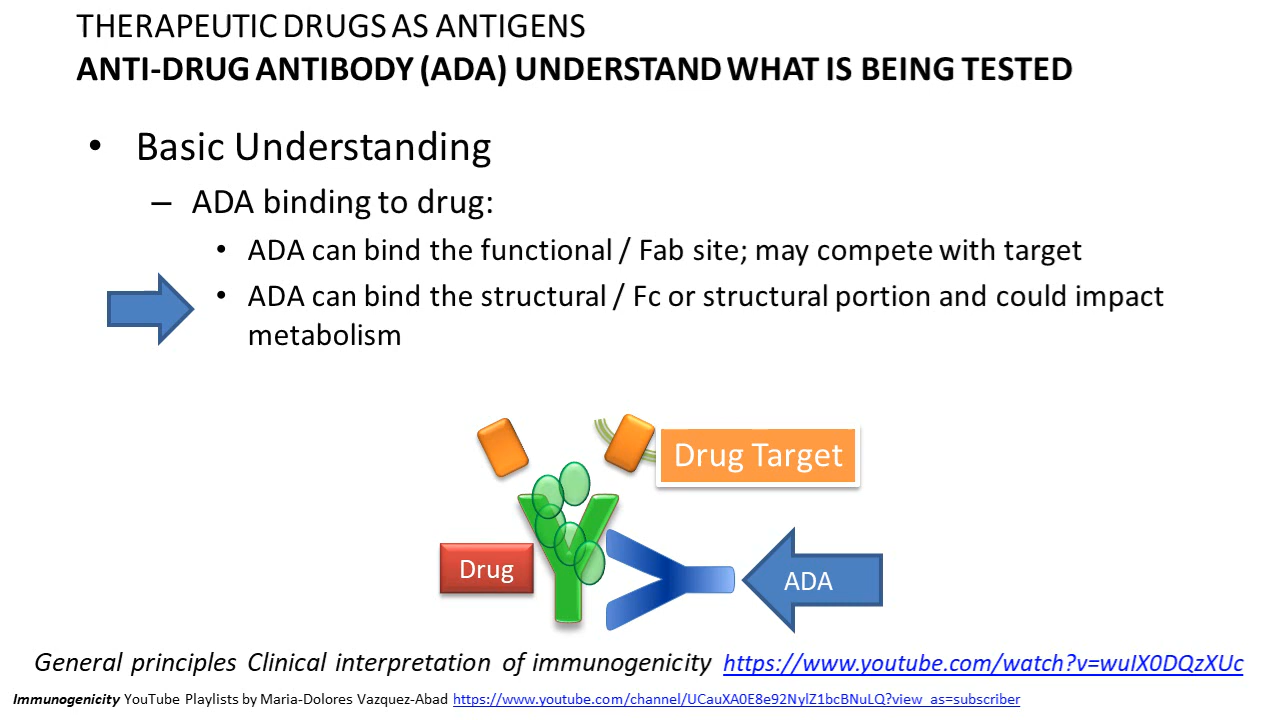 THERAPEUTIC DRUGS AS ANTIGENS
ANTI-DRUG ANTIBODY (ADA) UNDERSTAND WHAT IS BEING TESTED
• Basic Understanding
– ADA binding to drug:
• ADA can bind the functional / Fab site; may compete with target
• ADA can bind the structural / Fc or structural portion and could impact
metabolism
Drug Target
Drug
ADA
General principles Clinical interpretation of immunogenicity https://www.youtube.com/watch?v=wuIX0DQzXUc
Immunogenicity YouTube Playlists by Maria-Dolores Vazquez-Abad https://www.youtube.com/channel/UCauXA0E8e92NylZ1bcBNuLQ?view_as=subscriber